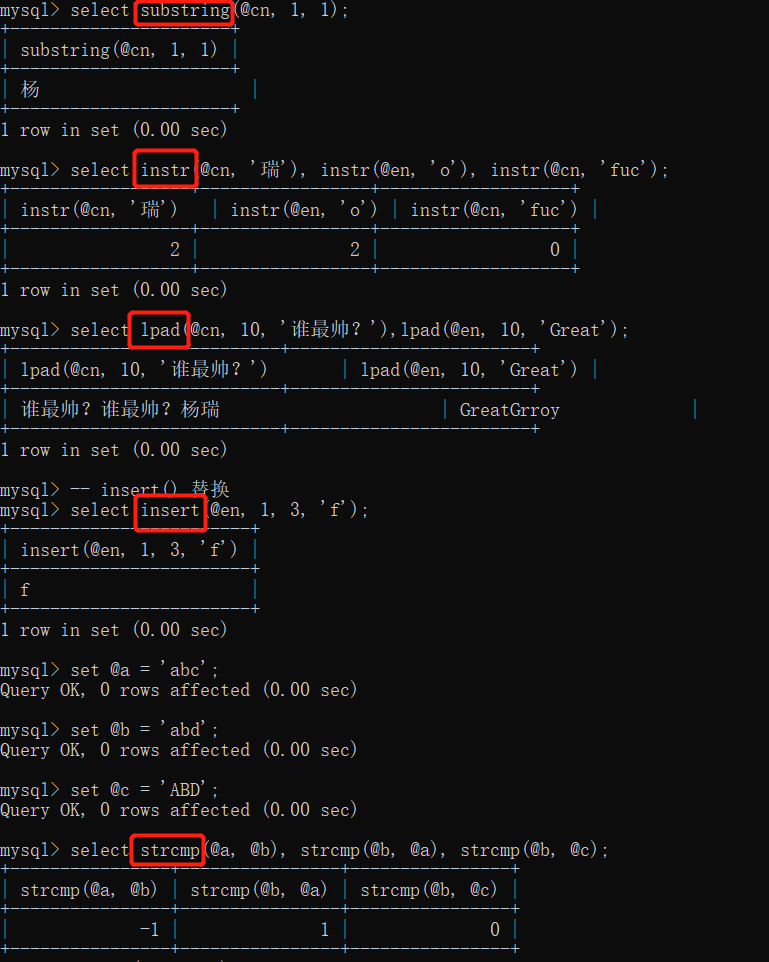 mysql> select substring(@cn, 1, 1);
+----------------------+
| substring(@cn, 1, 1) |
+----------------------+
| 杨                     |
+----------------------+
1 row in set (0.00 sec)
mysql> select instr(@cn, '瑞'), instr(@en, 'o'), instr(@cn, 'fuc');
+------------------+-----------------+-------------------+
| instr(@cn, '瑞')   | instr(@en, 'o') | instr(@cn, 'fuc') |
+------------------+-----------------+-------------------+
|                2 |               2 |                 0 |
+------------------+-----------------+-------------------+
1 row in set (0.00 sec)
mysql> select lpad(@cn, 10, '谁最帅？'),lpad(@en, 10, 'Great');
+---------------------------+------------------------+
| lpad(@cn, 10, '谁最帅？')       | lpad(@en, 10, 'Great') |
+---------------------------+------------------------+
| 谁最帅？谁最帅？杨瑞                      | GreatGrroy             |
+---------------------------+------------------------+
1 row in set (0.00 sec)
mysql> -- insert() 替换
mysql> select insert(@en, 1, 3, 'f');
+------------------------+
| insert(@en, 1, 3, 'f') |
+------------------------+
| f                      |
+------------------------+
1 row in set (0.00 sec)
mysql> set @a = 'abc';
Query OK, 0 rows affected (0.00 sec)
mysql> set @b = 'abd';
Query OK, 0 rows affected (0.00 sec)
mysql> set @c = 'ABD';
Query OK, 0 rows affected (0.00 sec)
mysql> select strcmp(@a, @b), strcmp(@b, @a), strcmp(@b, @c);
+----------------+----------------+----------------+
| strcmp(@a, @b) | strcmp(@b, @a) | strcmp(@b, @c) |
+----------------+----------------+----------------+
|             -1 |              1 |              0 |
+----------------+----------------+----------------+